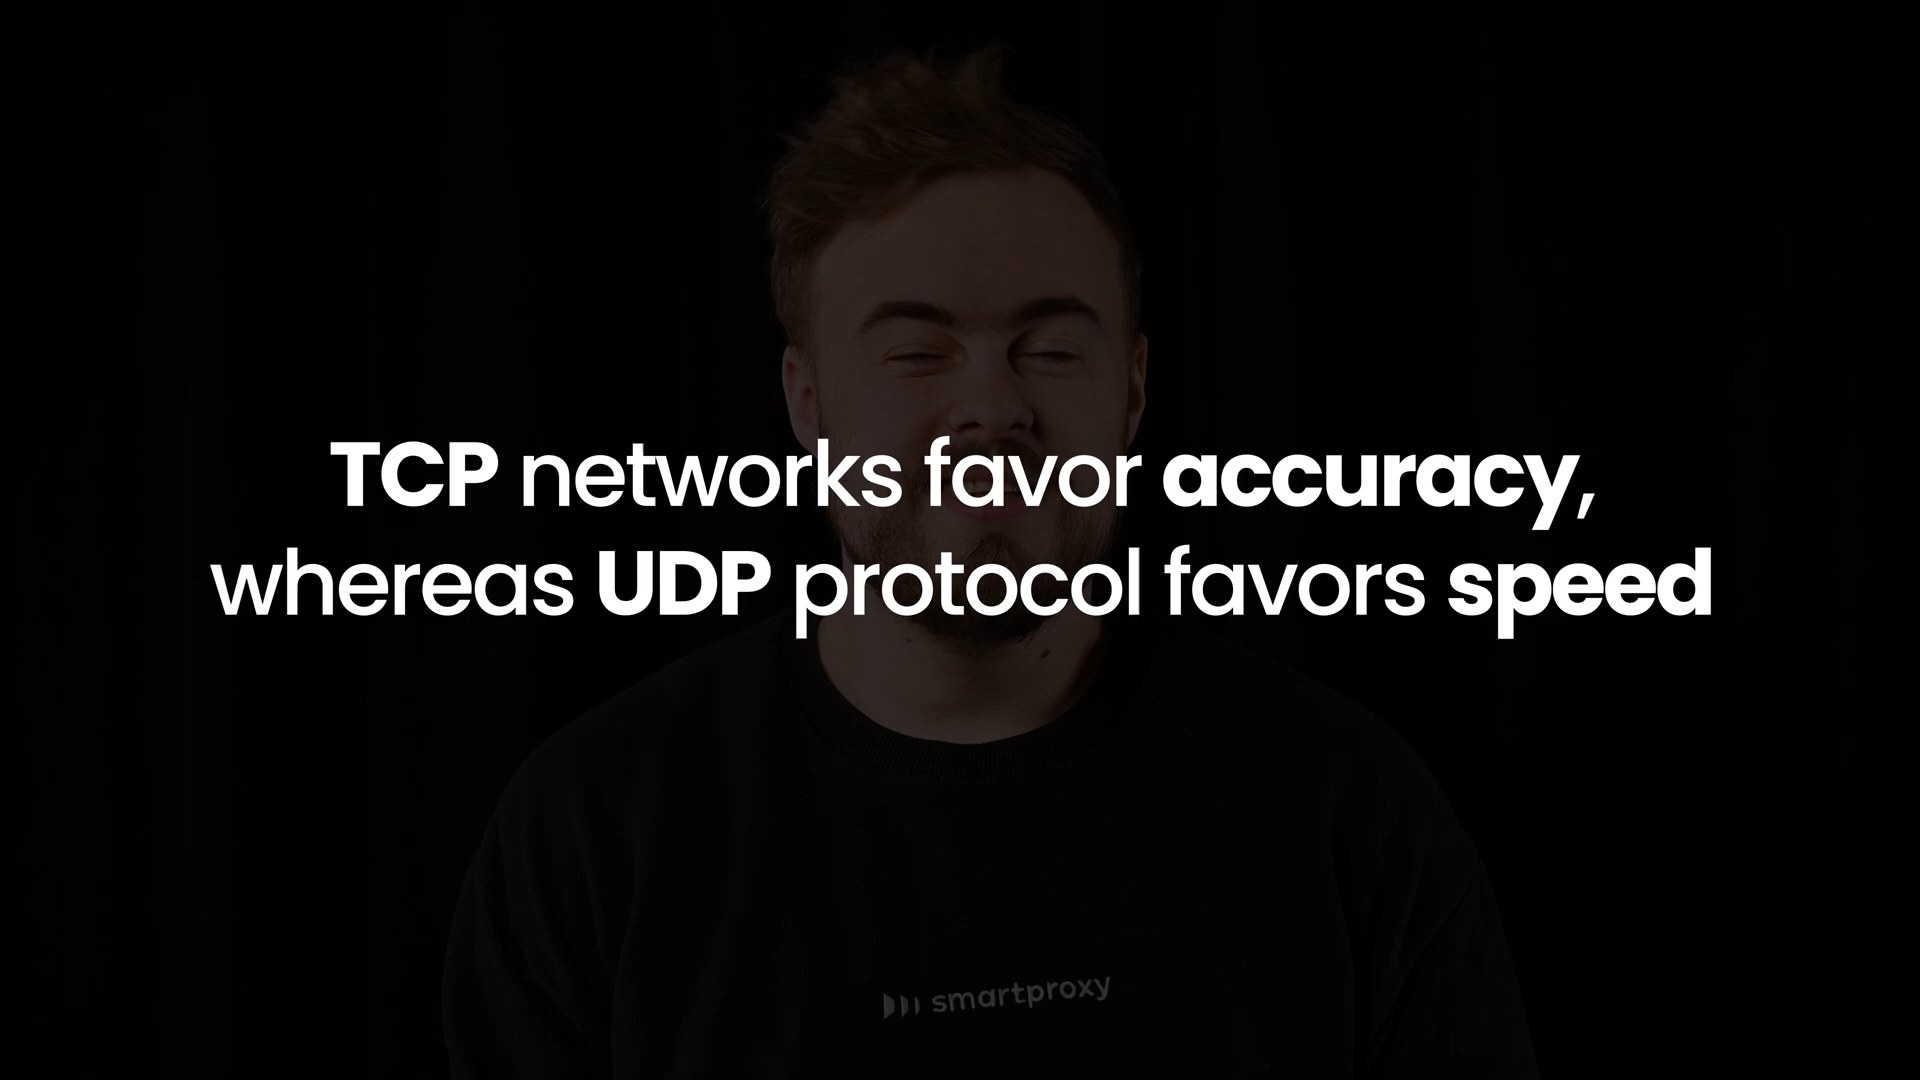 TCP networks favor accuracy,
whereas UDP protocol favors speed
smartproxy